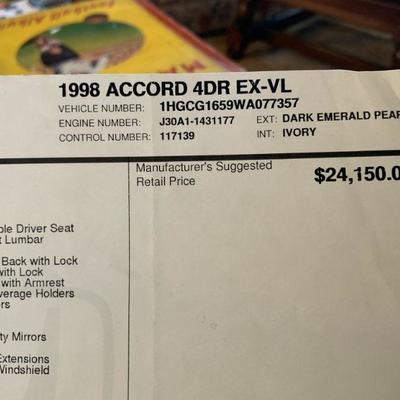 1998 ACCORD 4DR EX-VL
VEHICLE NUMBER: 1HGCG1659WA077357
ENGINE NUMBER: J30A1-1431177 EXT: DARK EMERALD PEAR
CONTROL NUMBER: 117139 INT: IVORY
Manufacturer's Suggested
Retail Price $24,150.0
ble Driver Seat
t Lumbar
Back with Lock
with Lock
with Armrest
verage Holders
rs
ty Mirrors
Extensions
Windshield